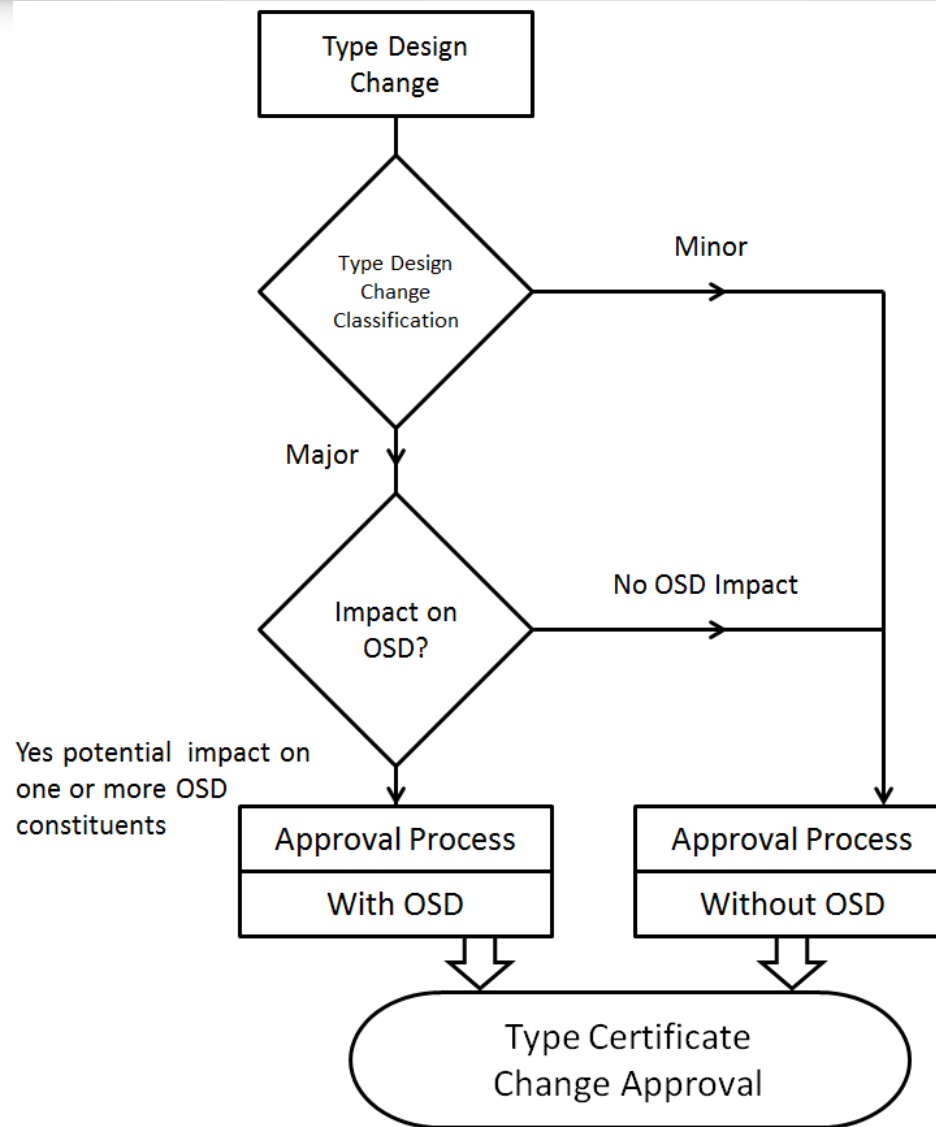 Type Design
Change
Type Design
Change
Classification
Minor
Major
Impact on
OSD?
No OSD Impact
Yes potential impact on
one or more OSD
constituents
Approval Process
With OSD
Approval Process
Without OSD
Type Certificate
Change Approval